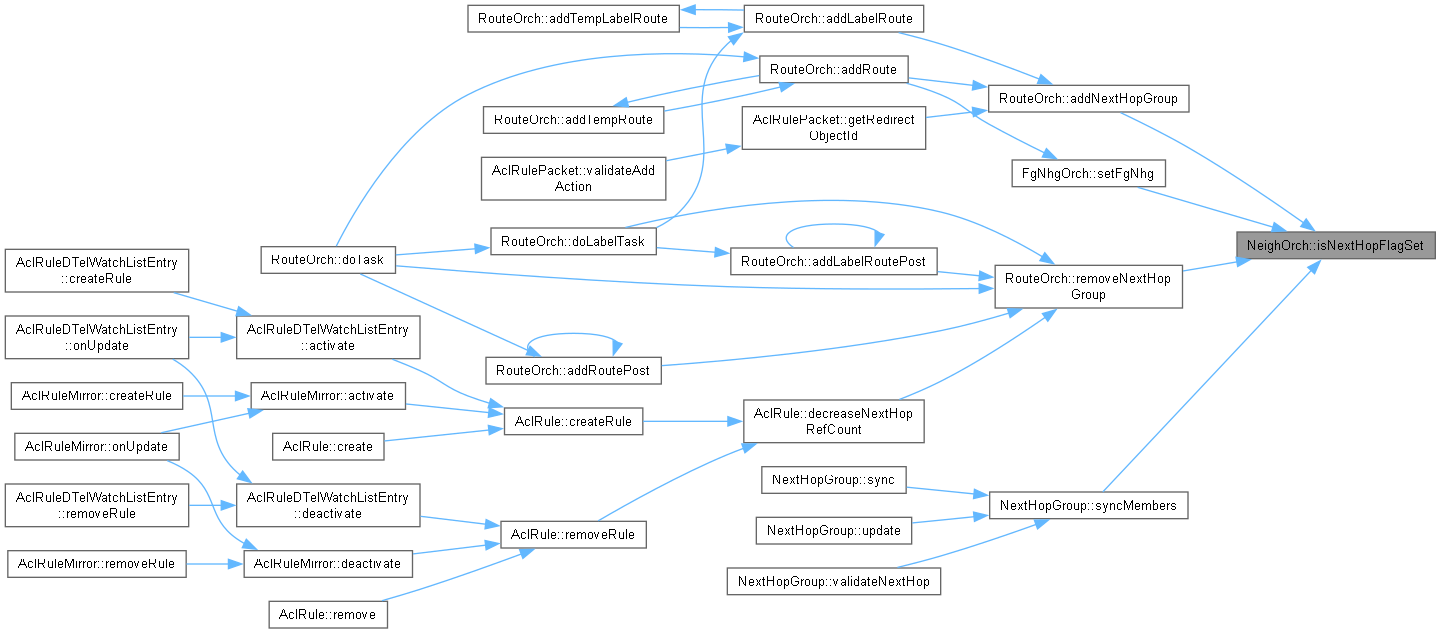 RouteOrch::addTempLabelRoute
RouteOrch::addLabelRoute
RouteOrch::addRoute
RouteOrch::addNextHopGroup
RouteOrch::addTempRoute
AclRulePacket::getRedirect
ObjectId
AclRulePacket::validateAdd
Action
FgNhgOrch::setFgNhg
RouteOrch::doLabelTask
NeighOrch::isNextHopFlagSet
RouteOrch::doTask
RouteOrch::addLabelRoutePost
AclRuleDTelWatchListEntry
::createRule
RouteOrch::removeNextHop
Group
AclRuleDTelWatchListEntry
::onUpdate
AclRuleDTelWatchListEntry
::activate
RouteOrch::addRoutePost
AclRuleMirror::createRule
AclRuleMirror::activate
AclRule::createRule
AclRule::decreaseNextHop
RefCount
AclRuleMirror::onUpdate
AclRule::create
NextHopGroup::sync
AclRuleDTelWatchListEntry
::removeRule
AclRuleDTelWatchListEntry
::deactivate
NextHopGroup::syncMembers
AclRule::removeRule
NextHopGroup::update
AclRuleMirror::removeRule
AclRuleMirror::deactivate
NextHopGroup::validateNextHop
AclRule::remove